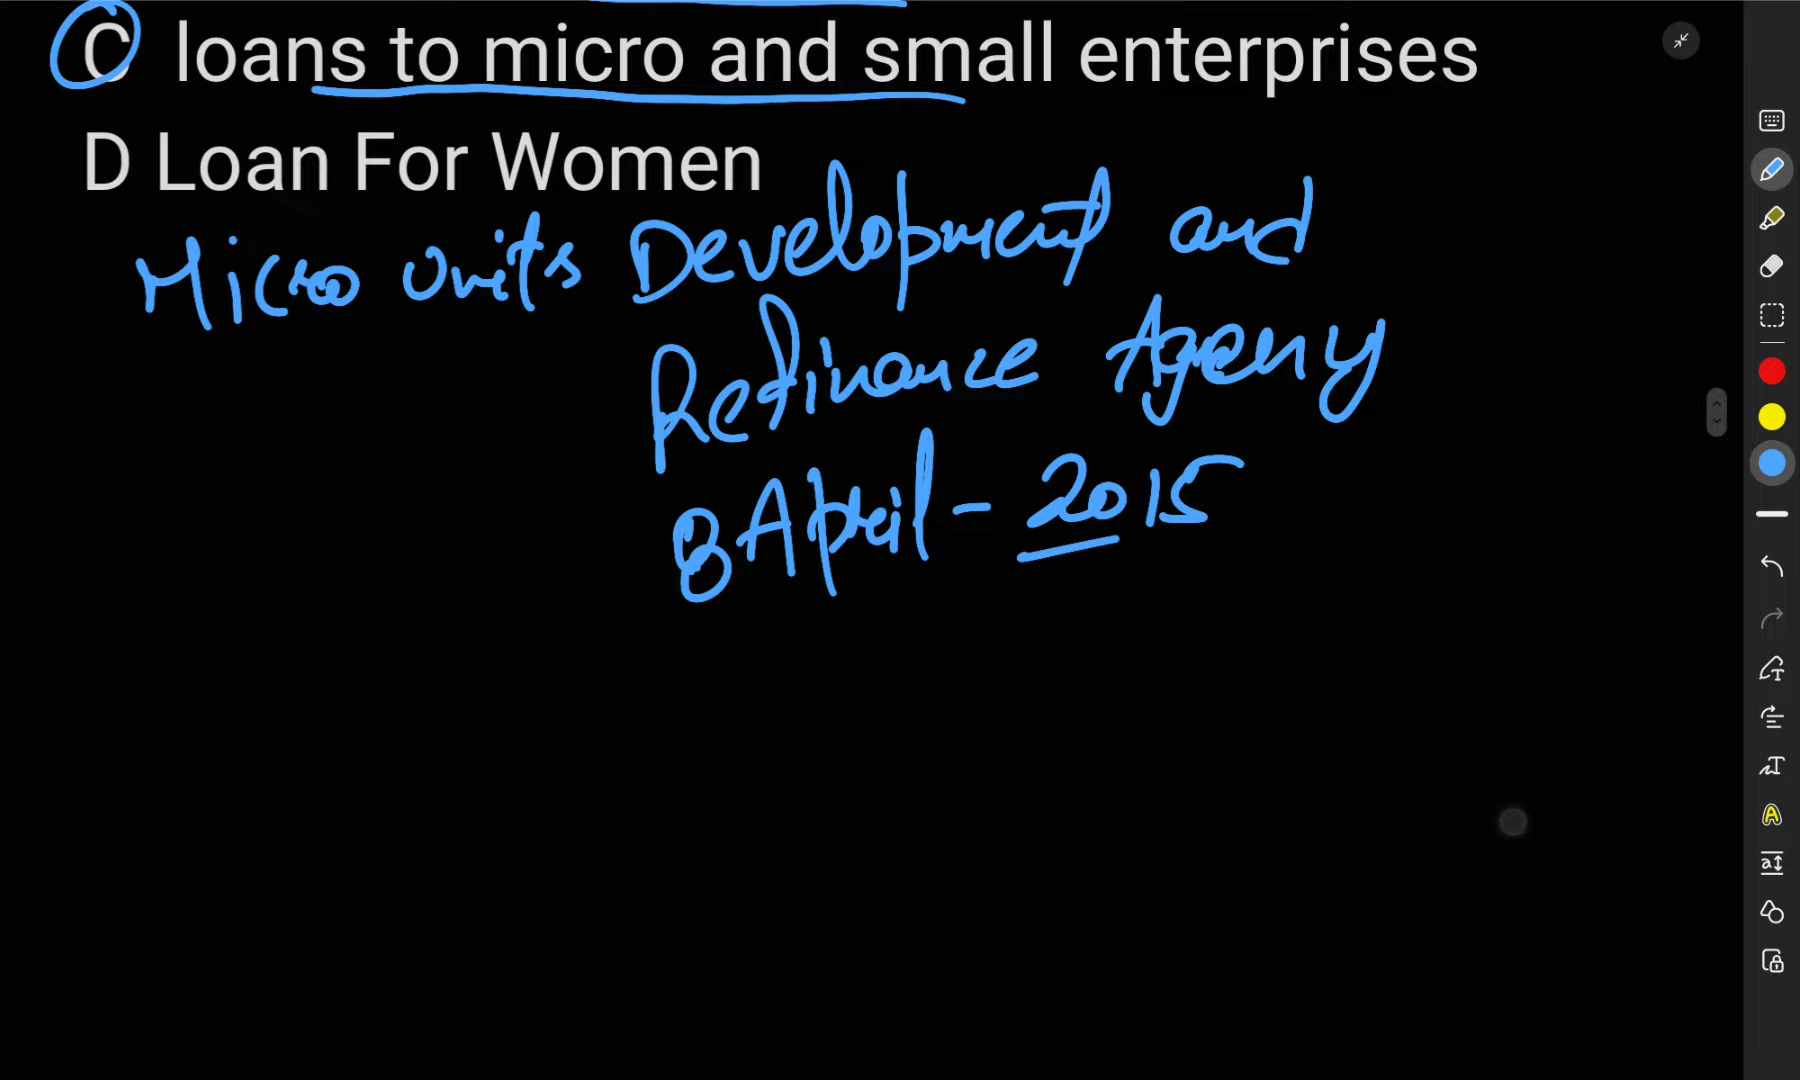 C loans to micro and small enterprises
D Loan For Women
Micro Units Development and
Refinance Agency
8 April - 2015